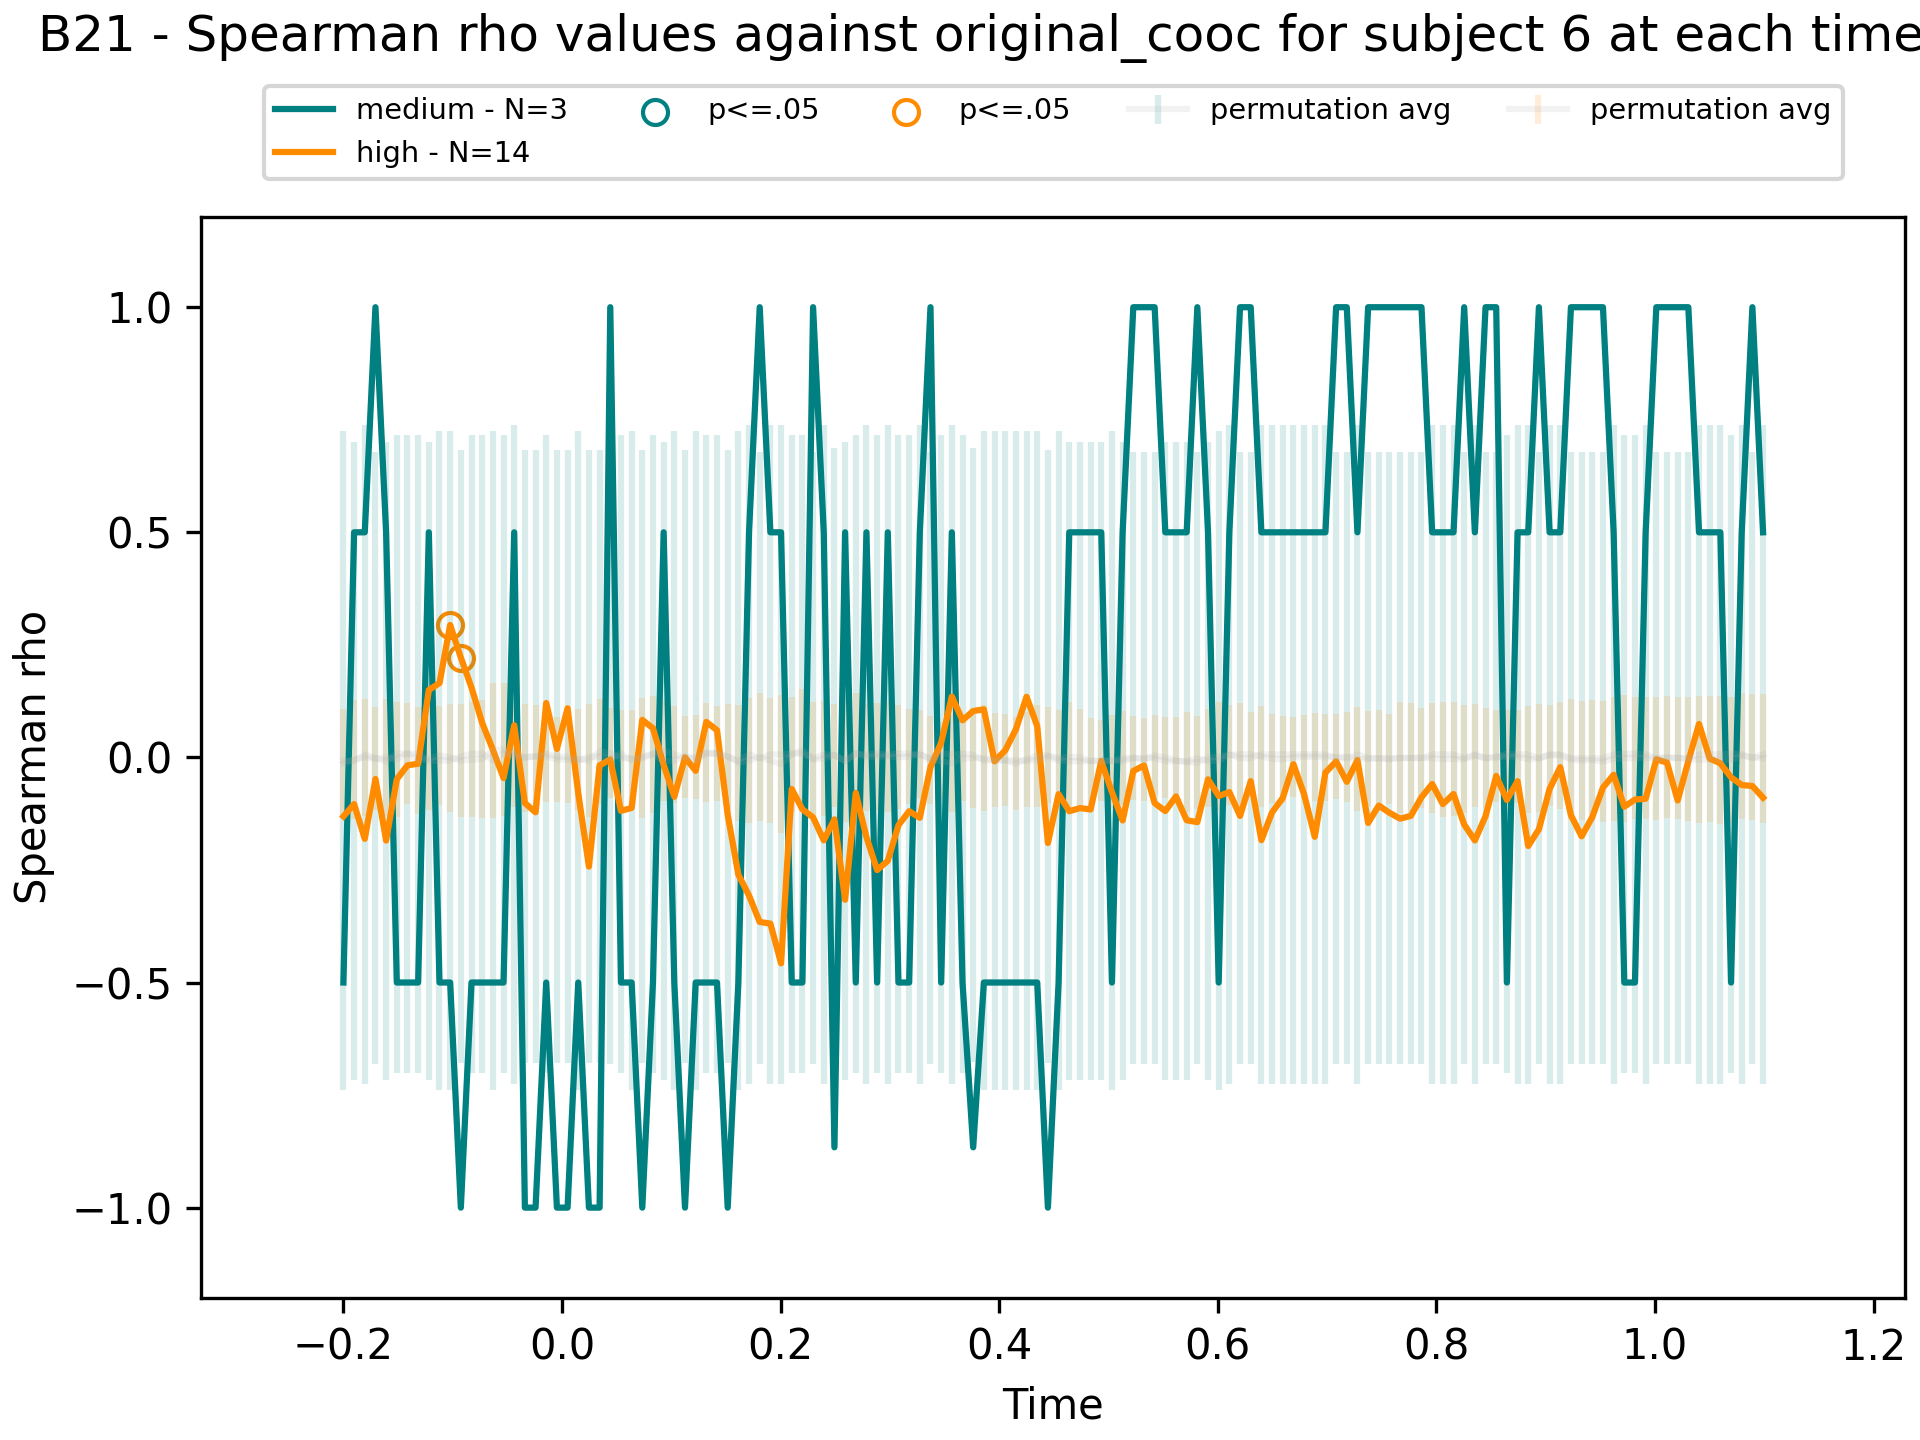 B21 - Spearman rho values against original_cooc for subject 6 at each time
medium - N=3
high - N=14
p<=.05
p<=.05
permutation avg
permutation avg
Spearman rho
1.0
0.5
0.0
−0.5
−1.0
−0.2
0.0
0.2
0.4
0.6
0.8
1.0
1.2
Time